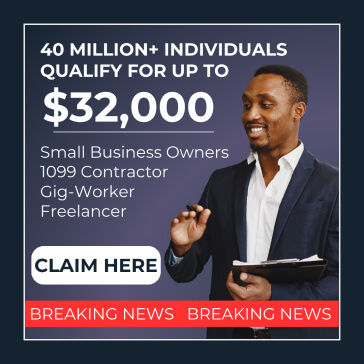 40 MILLION+ INDIVIDUALS
QUALIFY FOR UP TO
$32,000
Small Business Owners
1099 Contractor
Gig-Worker
Freelancer
CLAIM HERE
BREAKING NEWS BREAKING NEWS